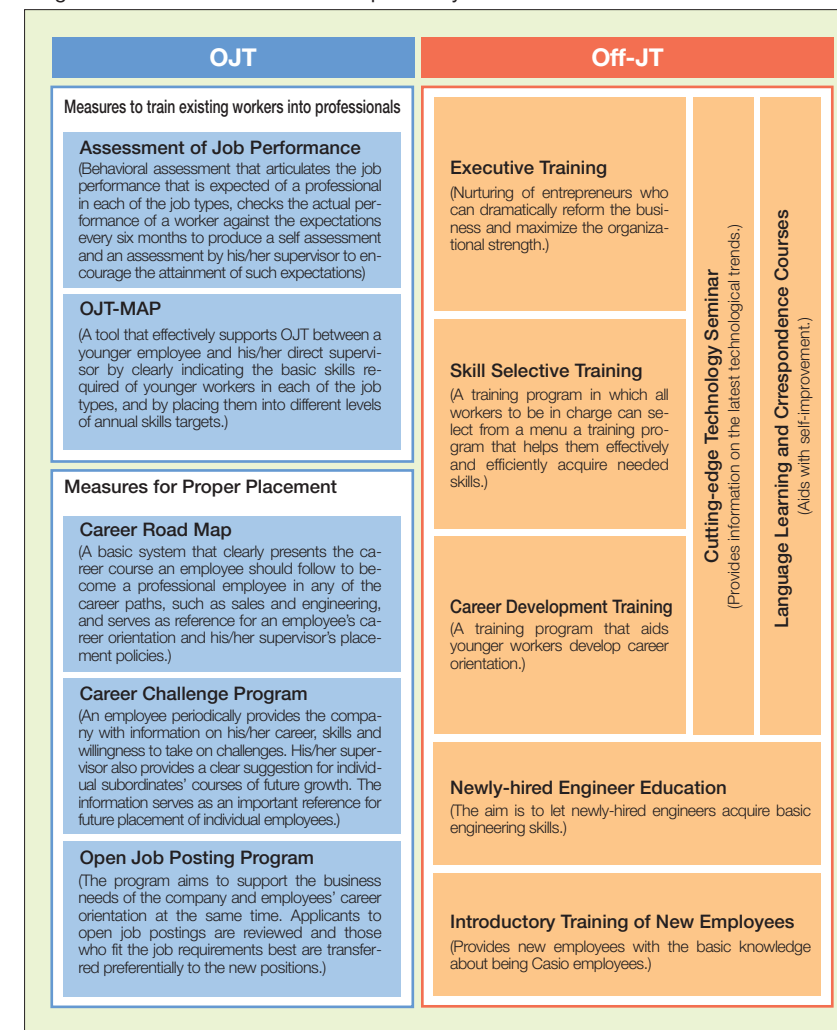 OJT
Measures to train existing workers into professionals
Assessment of Job Performance
(Behavioral assessment that articulates the job
performance that is expected of a professional
in each of the job types, checks the actual per-
formance of a worker against the expectations
every six months to produce a self assessment
and an assessment by his/her supervisor to en-
courage the attainment of such expectations)
OJT-MAP
(A tool that effectively supports OJT between a
younger employee and his/her direct supervi-
sor by clearly indicating the basic skills re-
quired of younger workers in each of the job
types, and by placing them into different levels
of annual skills targets.)
Measures for Proper Placement
Career Road Map
(A basic system that clearly presents the ca-
reer course an employee should follow to be-
come a professional employee in any of the
career paths, such as sales and engineering,
and serves as reference for an employee's ca-
reer orientation and his/her supervisor's place-
ment policies.)
Career Challenge Program
(An employee periodically provides the compa-
ny with information on his/her career, skills and
willingness to take on challenges. His/her super-
visor also provides a clear suggestion for individ-
ual subordinates' courses of future growth. The
information serves as an important reference for
future placement of individual employees.)
Open Job Posting Program
(The program aims to support the business
needs of the company and employees' career
orientation at the same time. Applicants to
open job postings are reviewed and those
who fit the job requirements best are transfer-
red preferentially to the new positions.)
Off-JT
Executive Training
(Nurturing of entrepreneurs who
can dramatically reform the busi-
ness and maximize the organiza-
tional strength.)
Skill Selective Training
(A training program in which all
workers to be in charge can se-
lect from a menu a training pro-
gram that helps them effectively
and efficiently acquire needed
skills.)
Career Development Training
(A training program that aids
younger workers develop career
orientation.)
Cutting-edge Technology Seminar
(Provides information on the latest technological trends.)
Language Learning and Crrespondence Courses
(Aids with self-improvement.)
Newly-hired Engineer Education
(The aim is to let newly-hired engineers acquire basic
engineering skills.)
Introductory Training of New Employees
(Provides new employees with the basic knowledge
about being Casio employees.)